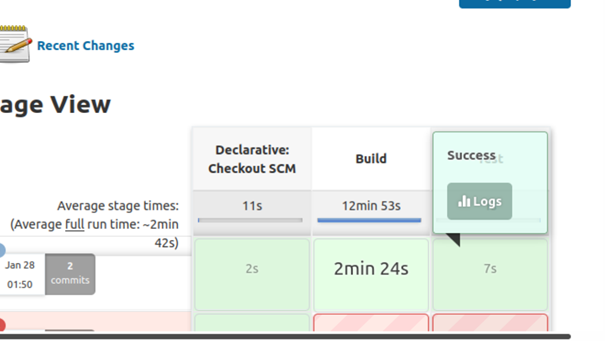 Recent Changes
age View
Declarative:
Checkout SCM
Build
Success
Logs
Average stage times:
(Average full run time: ~2min
42s)
11s
12min 53s
Jan 28
01:50
2
commits
2s
2min 24s
7s